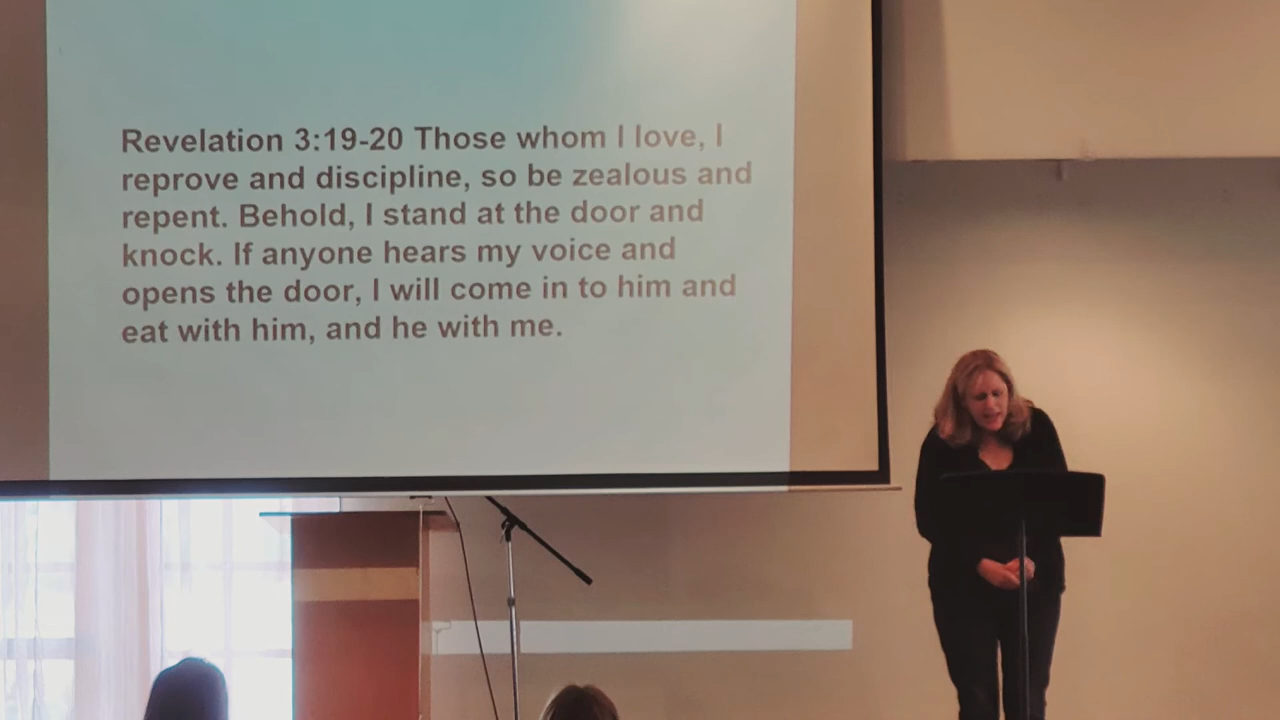 Revelation 3:19-20 Those whom I love, I
reprove and discipline, so be zealous and
repent. Behold, I stand at the door and
knock. If anyone hears my voice and
opens the door, I will come in to him and
eat with him, and he with me.